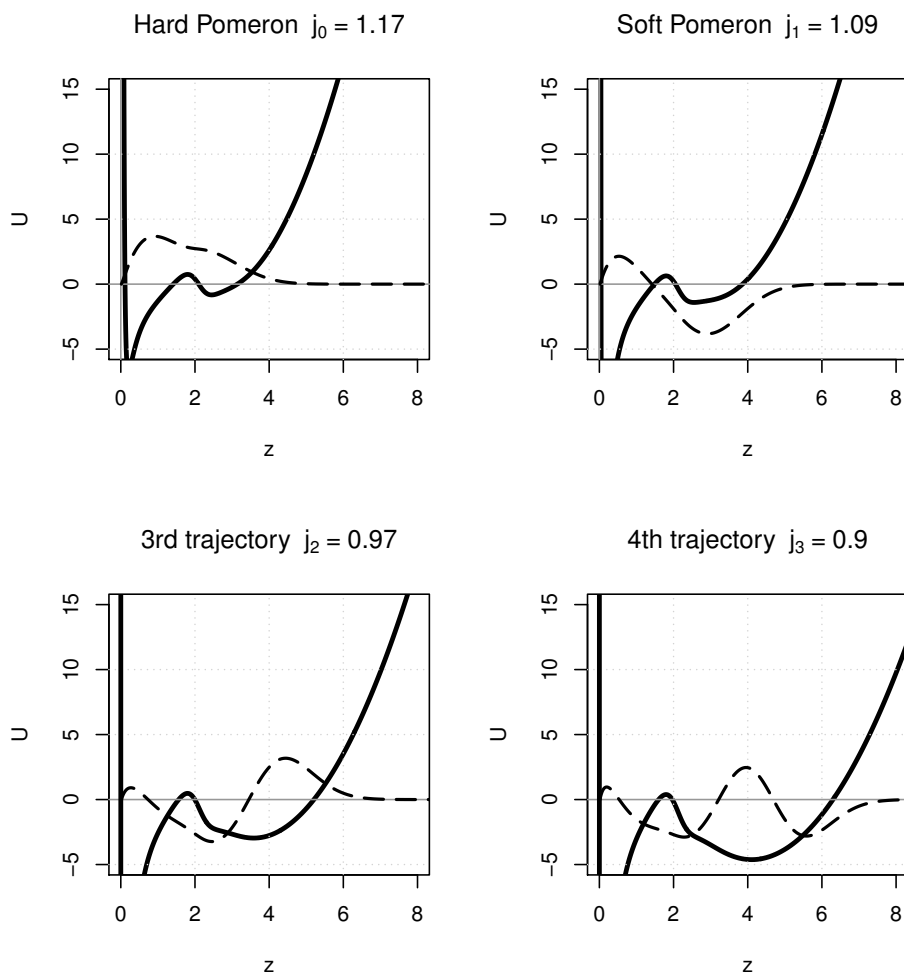 Hard Pomeron j₀ = 1.17
Soft Pomeron j₁ = 1.09
U
15
10
5
0
−5
0 2 4 6 8
z
U
15
10
5
0
−5
0 2 4 6 8
z
3rd trajectory j₂ = 0.97
4th trajectory j₃ = 0.9
U
15
10
5
0
−5
0 2 4 6 8
z
U
15
10
5
0
−5
0 2 4 6 8
z